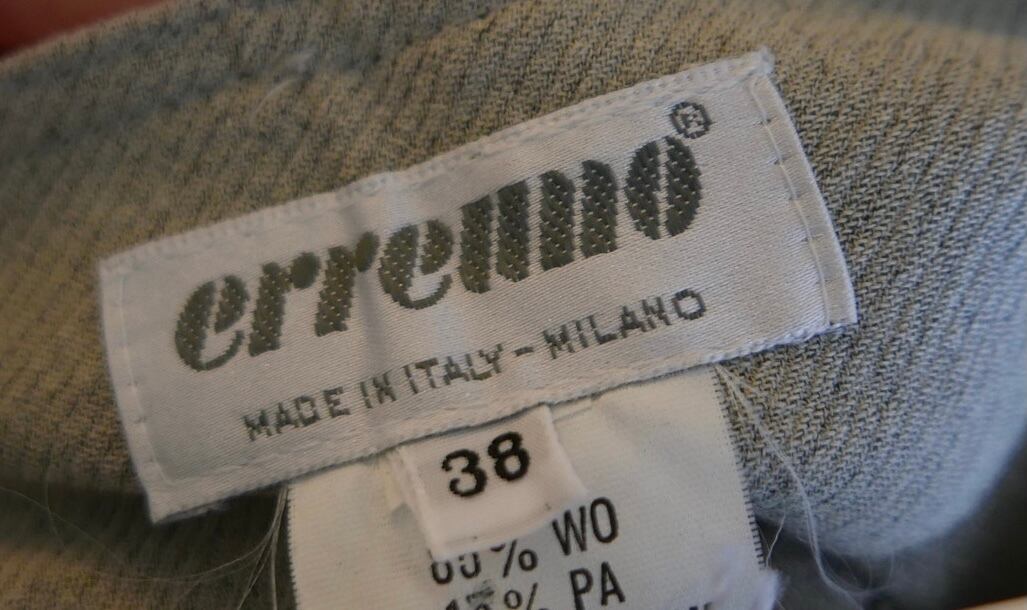 erreuno®
MADE IN ITALY - MILANO
38
% WO
% PA